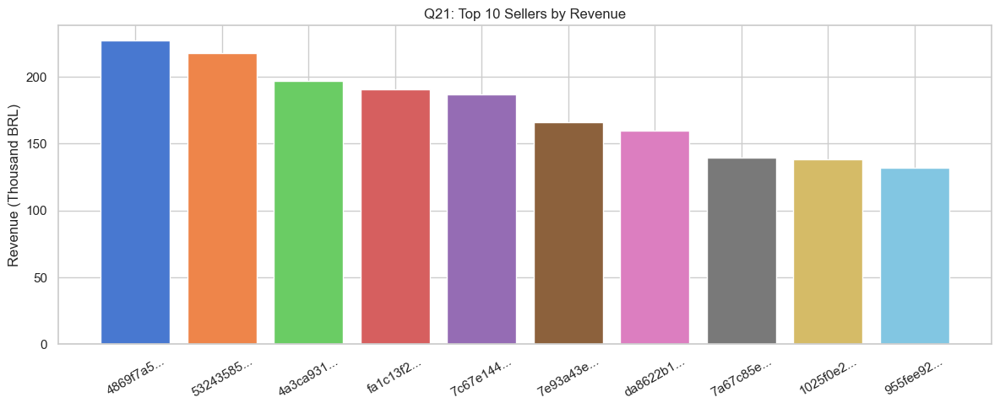 Q21: Top 10 Sellers by Revenue
Revenue (Thousand BRL)
200
150
100
50
0
4869f7a5...
53243585...
4a3ca931...
fa1c13f2...
7c67e144...
7e93a43e...
da8622b1...
7a67c85e...
1025f0e2...
955fee92...